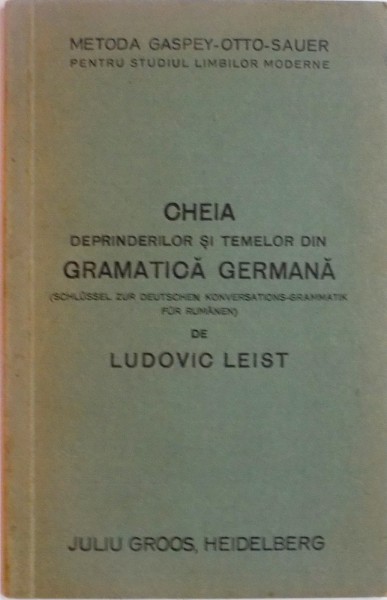 METODA GASPEY-OTTO-SAUER
PENTRU STUDIUL LIMBILOR MODERNE
CHEIA
DEPRINDERILOR ȘI TEMELOR DIN
GRAMATICĂ GERMANĂ
(SCHLÜSSEL ZUR DEUTSCHEN KONVERSATIONS-GRAMMATIK
FÜR RUMÄNEN)
DE
LUDOVIC LEIST
JULIU GROOS, HEIDELBERG